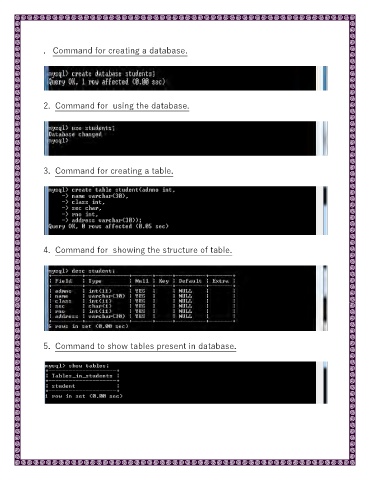 . Command for creating a database.
mysql> create database students;
Query OK, 1 row affected (0.00 sec)
2. Command for using the database.
mysql> use students;
Database changed
mysql>
3. Command for creating a table.
mysql> create table student(admno int,
-> name varchar(30),
-> class int,
-> sec char,
-> rno int,
-> address varchar(30));
Query OK, 0 rows affected (0.05 sec)
4. Command for showing the structure of table.
mysql> desc student;
| Field | Type | Null | Key | Default | Extra |
| admno | int(11) | YES | | NULL | |
| name | varchar(30) | YES | | NULL | |
| class | int(11) | YES | | NULL | |
| sec | char(1) | YES | | NULL | |
| rno | int(11) | YES | | NULL | |
| address | varchar(30) | YES | | NULL | |
6 rows in set (0.00 sec)
5. Command to show tables present in database.
mysql> show tables;
| Tables_in_students |
| student |
1 row in set (0.00 sec)